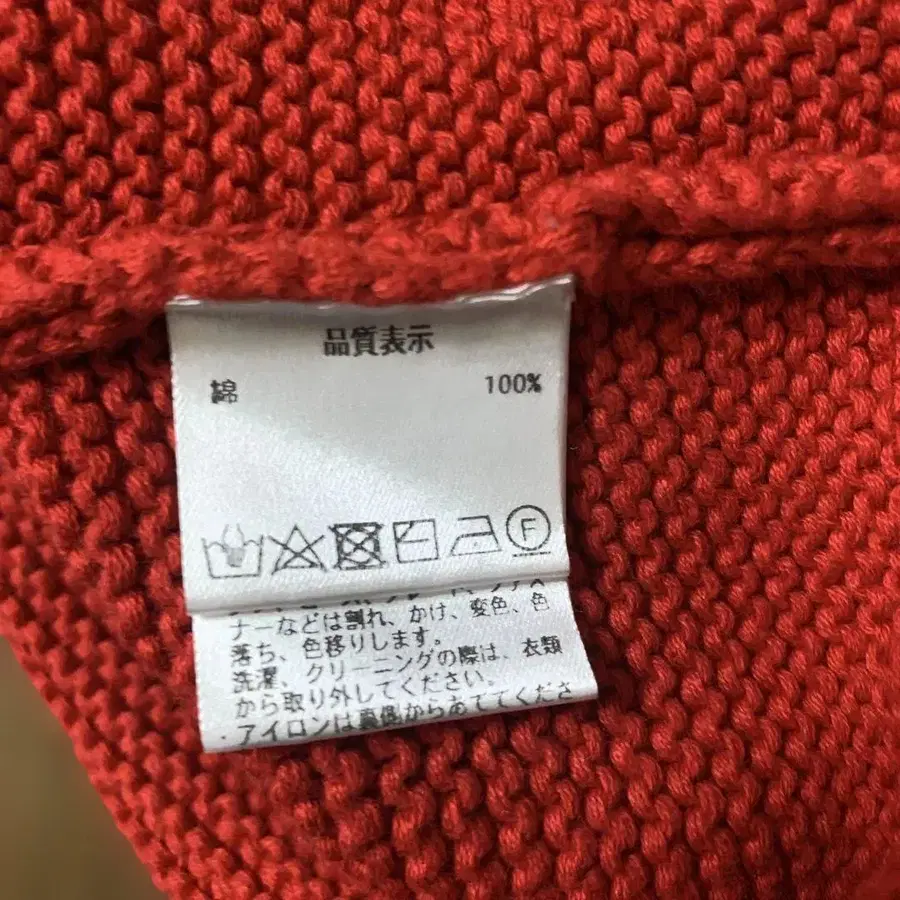 品質表示
綿 100%
F
ナーなどは割れ、かけ、変色、色
落ち、色移りします。
洗濯、クリーニングの際は、衣類
から取り外してください。
・アイロンは裏側からあててくださ